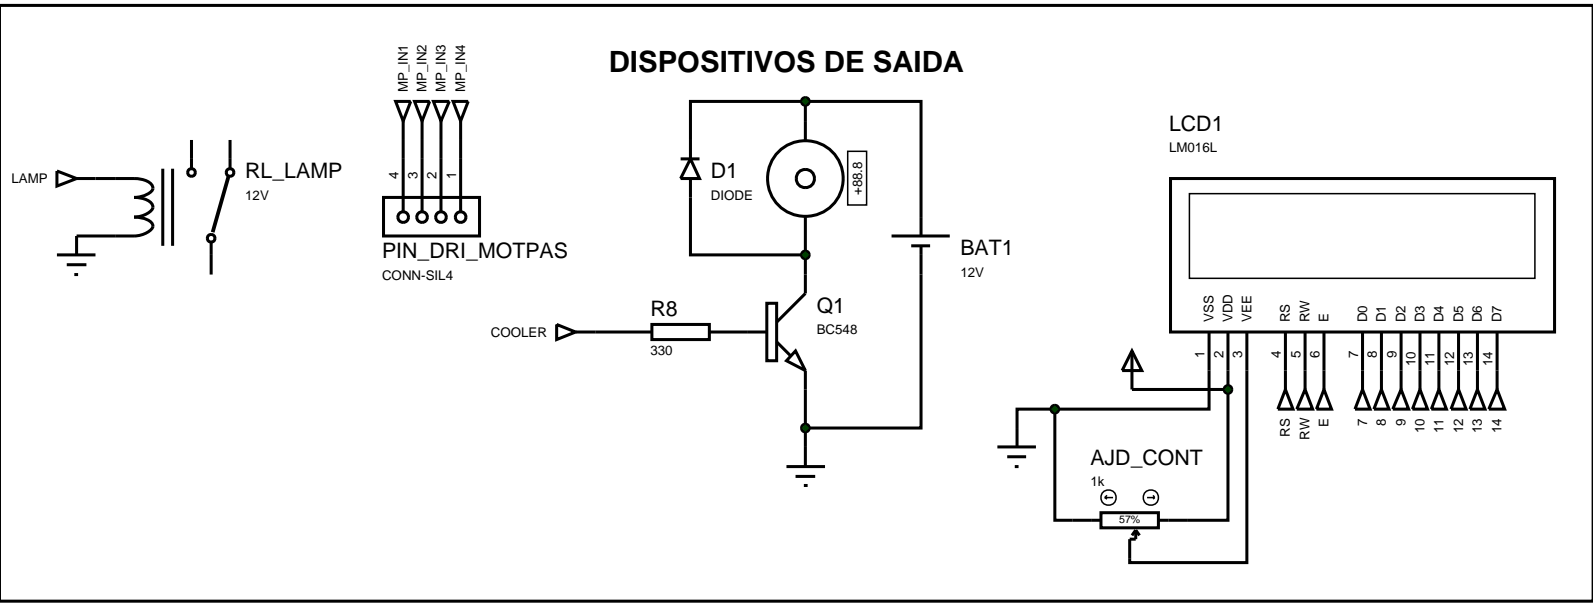 DISPOSITIVOS DE SAIDA
LAMP
RL_LAMP
12V
MP_IN1
MP_IN2
MP_IN3
MP_IN4
4
3
2
1
PIN_DRI_MOTPAS
CONN-SIL4
D1
DIODE
+88.8
BAT1
12V
COOLER
R8
330
Q1
BC548
LCD1
LM016L
VSS
VDD
VEE
RS
RW
E
D0
D1
D2
D3
D4
D5
D6
D7
1
2
3
4
5
6
7
8
9
10
11
12
13
14
RS
RW
E
7
8
9
10
11
12
13
14
AJD_CONT
1k
57%